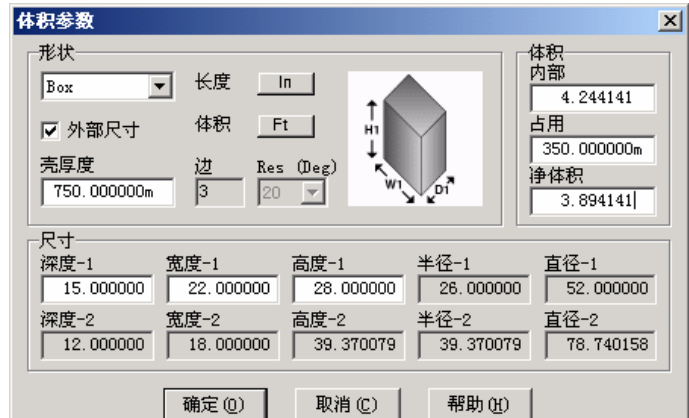 体积参数
形状
Box
长度 In
外部尺寸
体积 Ft
壳厚度 边 Res (Deg)
750.000000m 3 20
H1
W1 D1
体积
内部
4.244141
占用
350.000000m
净体积
3.894141
尺寸
深度-1 宽度-1 高度-1 半径-1 直径-1
15.000000 22.000000 28.000000 26.000000 52.000000
深度-2 宽度-2 高度-2 半径-2 直径-2
12.000000 18.000000 39.370079 39.370079 78.740158
确定(O) 取消(C) 帮助(H)